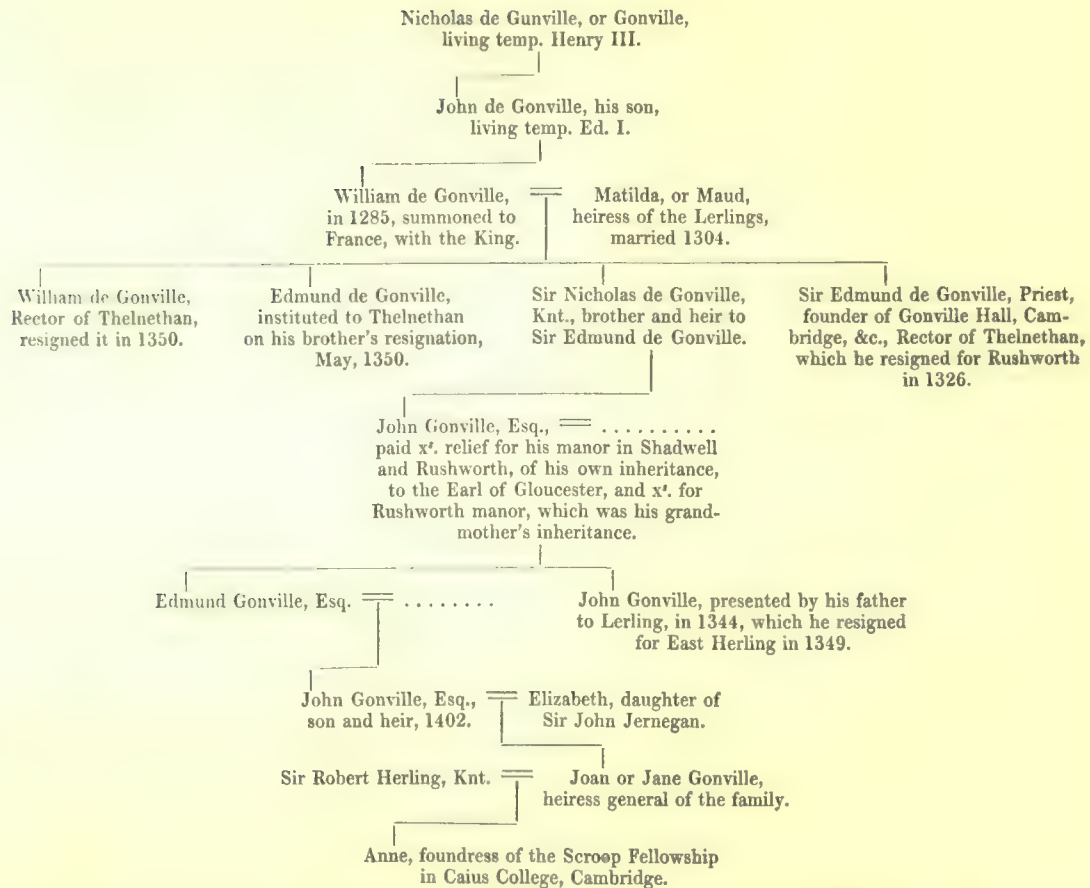 Nicholas de Gunville, or Gonville,
living temp. Henry III.
John de Gonville, his son,
living temp. Ed. I.
William de Gonville,
in 1285, summoned to
France, with the King.
Matilda, or Maud,
heiress of the Lerlings,
married 1304.
William de Gonville,
Rector of Thelnethan,
resigned it in 1350.
Edmund de Gonville,
instituted to Thelnethan
on his brother's resignation,
May, 1350.
Sir Nicholas de Gonville,
Knt., brother and heir to
Sir Edmund de Gonville.
Sir Edmund de Gonville, Priest,
founder of Gonville Hall, Cam-
bridge, &c., Rector of Thelnethan,
which he resigned for Rushworth
in 1326.
John Gonville, Esq., = . . . . . . . . . .
paid xˢ. relief for his manor in Shadwell
and Rushworth, of his own inheritance,
to the Earl of Gloucester, and xˢ. for
Rushworth manor, which was his grand-
mother's inheritance.
Edmund Gonville, Esq. = . . . . . . . .
John Gonville, presented by his father
to Lerling, in 1344, which he resigned
for East Herling in 1349.
John Gonville, Esq.,
son and heir, 1402.
Elizabeth, daughter of
Sir John Jernegan.
Sir Robert Herling, Knt.
Joan or Jane Gonville,
heiress general of the family.
Anne, foundress of the Scroop Fellowship
in Caius College, Cambridge.